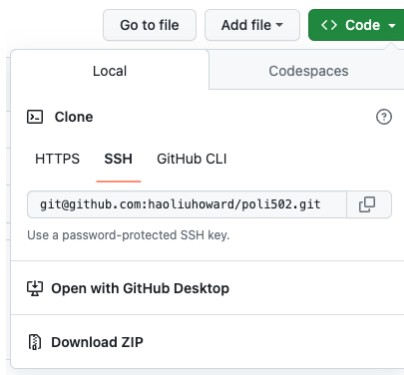 Go to file Add file <> Code
Local Codespaces
Clone
HTTPS SSH GitHub CLI
git@github.com:haoliuhoward/poli502.git
Use a password-protected SSH key.
Open with GitHub Desktop
Download ZIP